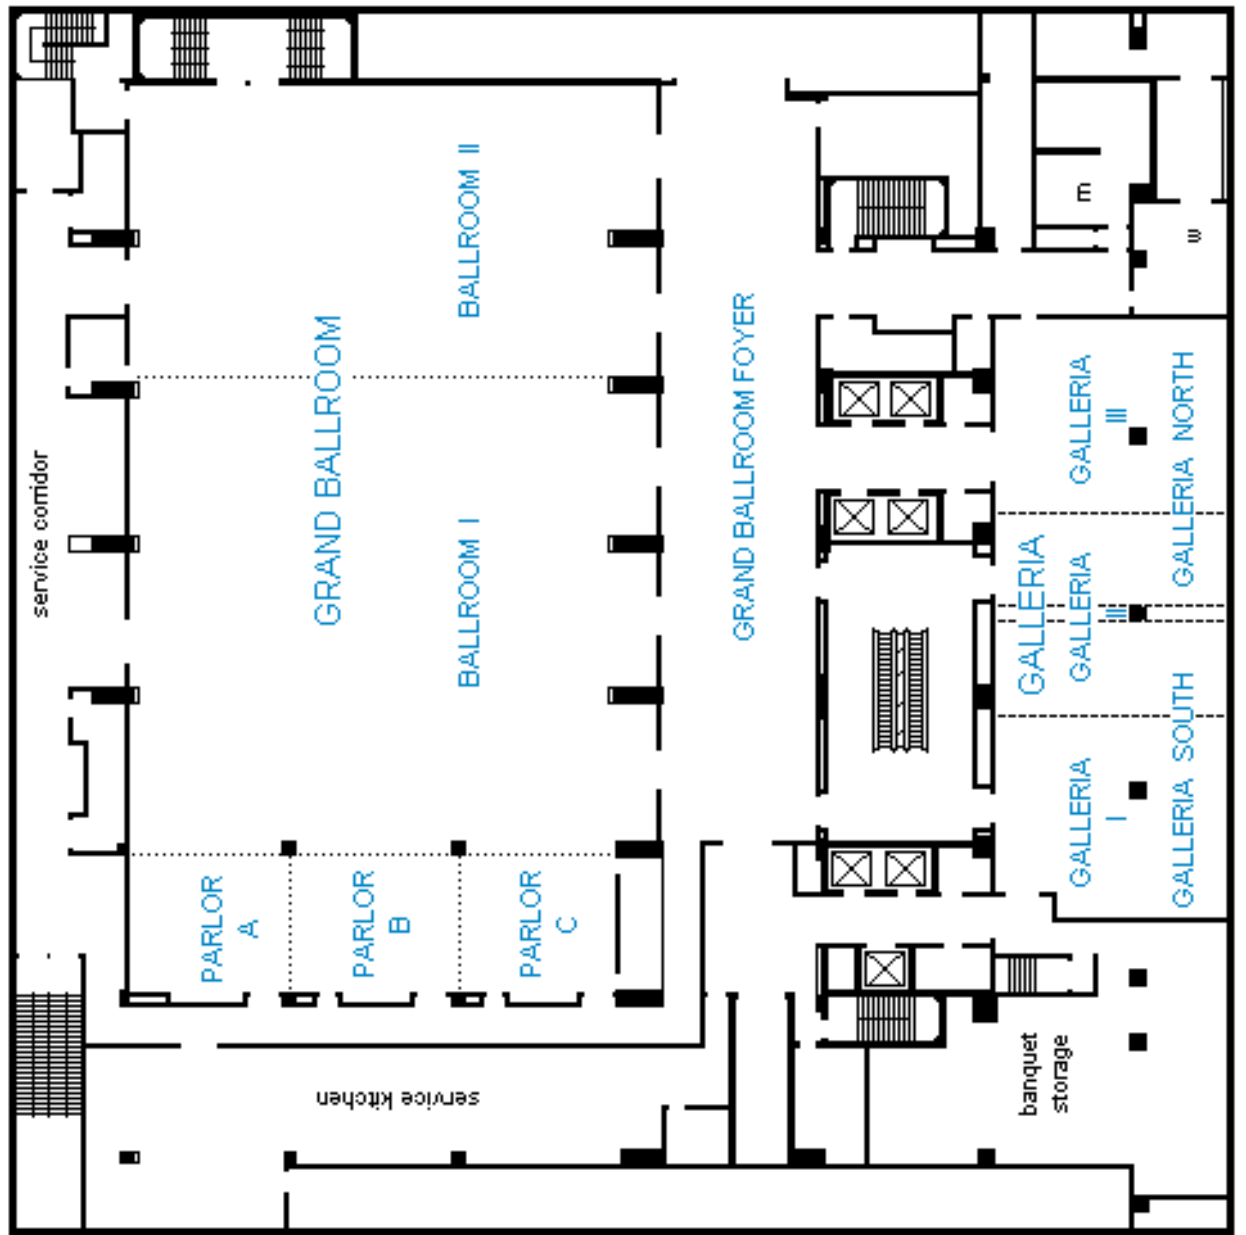 service corridor
GRAND BALLROOM
BALLROOM II
BALLROOM I
GRAND BALLROOM FOYER
m
w
GALLERIA
GALLERIA
III
GALLERIA NORTH
GALLERIA
II
GALLERIA
I
GALLERIA SOUTH
PARLOR
A
PARLOR
B
PARLOR
C
service kitchen
banquet
storage